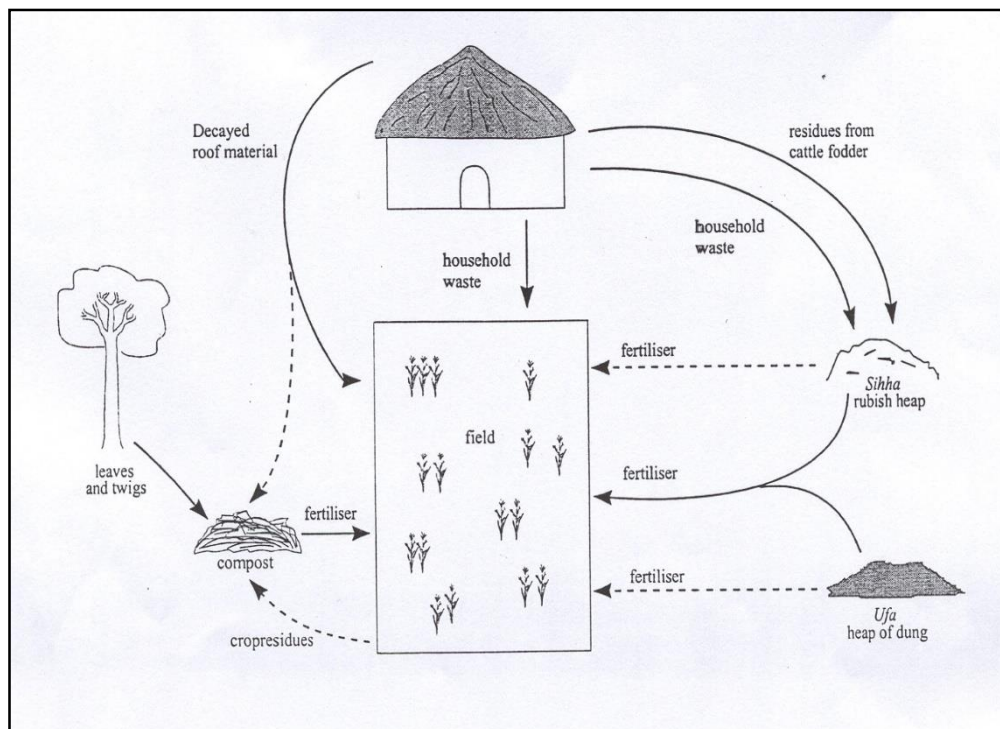 Decayed
roof material
residues from
cattle fodder
household
waste
household
waste
fertiliser
Sihha
rubish heap
field
leaves
and twigs
fertiliser
fertiliser
compost
fertiliser
Ufa
heap of dung
cropresidues